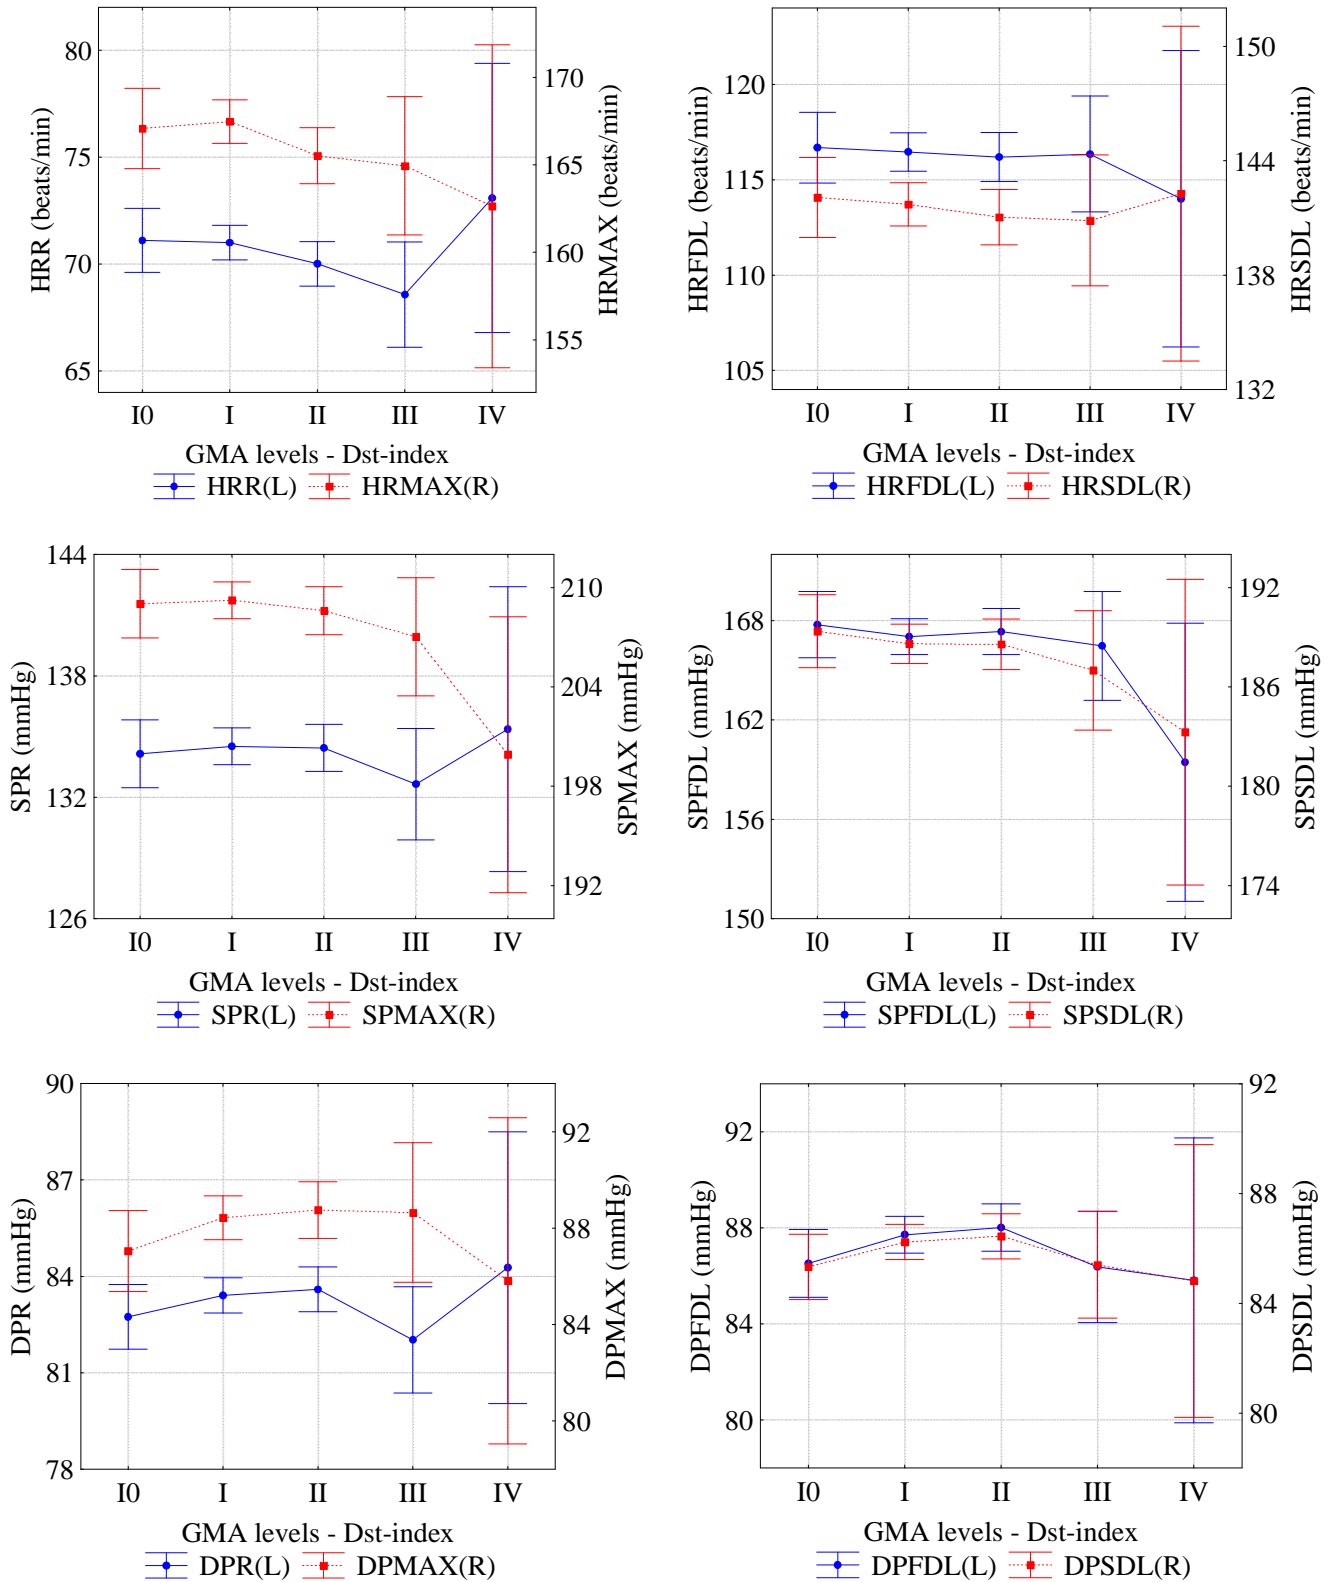 HRR (beats/min)
80
75
70
65
HRMAX (beats/min)
170
165
160
155
I0 I II III IV
GMA levels - Dst-index
HRR(L) HRMAX(R)
HRFDL (beats/min)
120
115
110
105
HRSDL (beats/min)
150
144
138
132
I0 I II III IV
GMA levels - Dst-index
HRFDL(L) HRSDL(R)
SPR (mmHg)
144
138
132
126
SPMAX (mmHg)
210
204
198
192
I0 I II III IV
GMA levels - Dst-index
SPR(L) SPMAX(R)
SPFDL (mmHg)
168
162
156
150
SPSDL (mmHg)
192
186
180
174
I0 I II III IV
GMA levels - Dst-index
SPFDL(L) SPSDL(R)
DPR (mmHg)
90
87
84
81
78
DPMAX (mmHg)
92
88
84
80
I0 I II III IV
GMA levels - Dst-index
DPR(L) DPMAX(R)
DPFDL (mmHg)
92
88
84
80
DPSDL (mmHg)
92
88
84
80
I0 I II III IV
GMA levels - Dst-index
DPFDL(L) DPSDL(R)